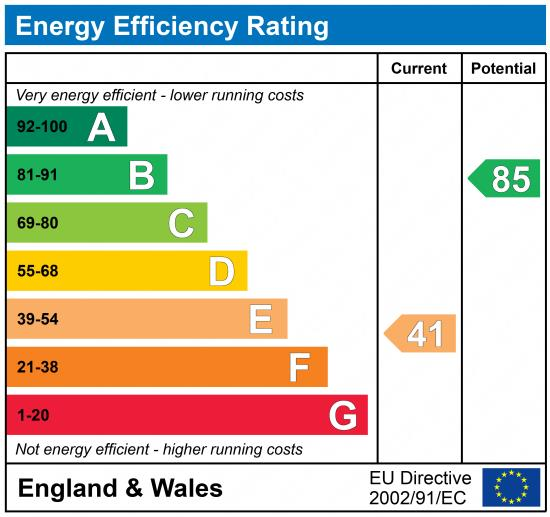 Energy Efficiency Rating
Current Potential
Very energy efficient - lower running costs
92-100 A
81-91 B
85
69-80 C
55-68 D
39-54 E
41
21-38 F
1-20 G
Not energy efficient - higher running costs
England & Wales
EU Directive
2002/91/EC